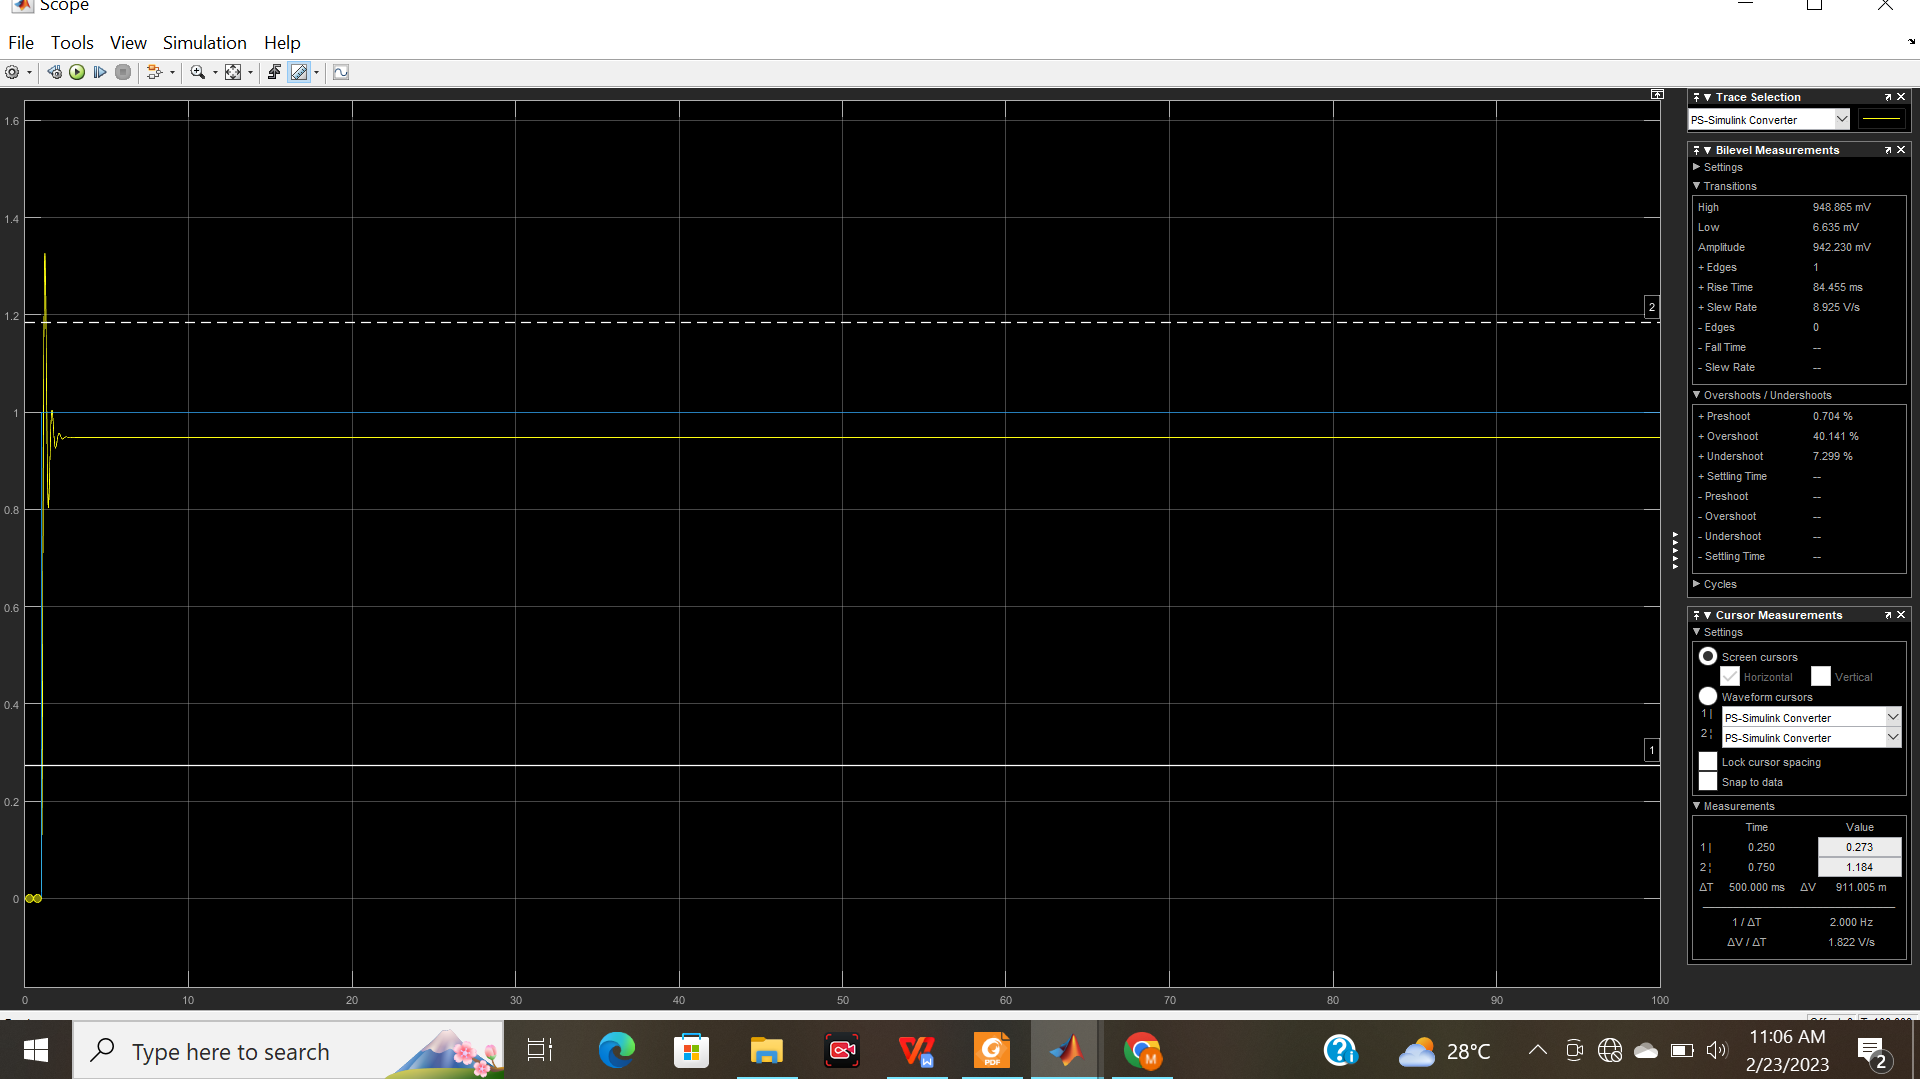 Scope
File Tools View Simulation Help
1.6
1.4
1.2
1
0.8
0.6
0.4
0.2
0
0 10 20 30 40 50 60 70 80 90 100
2
1
Trace Selection
PS-Simulink Converter
Bilevel Measurements
Settings
Transitions
High 948.865 mV
Low 6.635 mV
Amplitude 942.230 mV
+ Edges 1
+ Rise Time 84.455 ms
+ Slew Rate 8.925 V/s
- Edges 0
- Fall Time --
- Slew Rate --
Overshoots / Undershoots
+ Preshoot 0.704 %
+ Overshoot 40.141 %
+ Undershoot 7.299 %
+ Settling Time --
- Preshoot --
- Overshoot --
- Undershoot --
- Settling Time --
Cycles
Cursor Measurements
Settings
Screen cursors
Horizontal Vertical
Waveform cursors
1 | PS-Simulink Converter
2 ¦ PS-Simulink Converter
Lock cursor spacing
Snap to data
Measurements
Time Value
1 | 0.250 0.273
2 ¦ 0.750 1.184
ΔT 500.000 ms ΔV 911.005 m
1 / ΔT 2.000 Hz
ΔV / ΔT 1.822 V/s
Type here to search
PDF
W
M
28°C
11:06 AM
2/23/2023
2